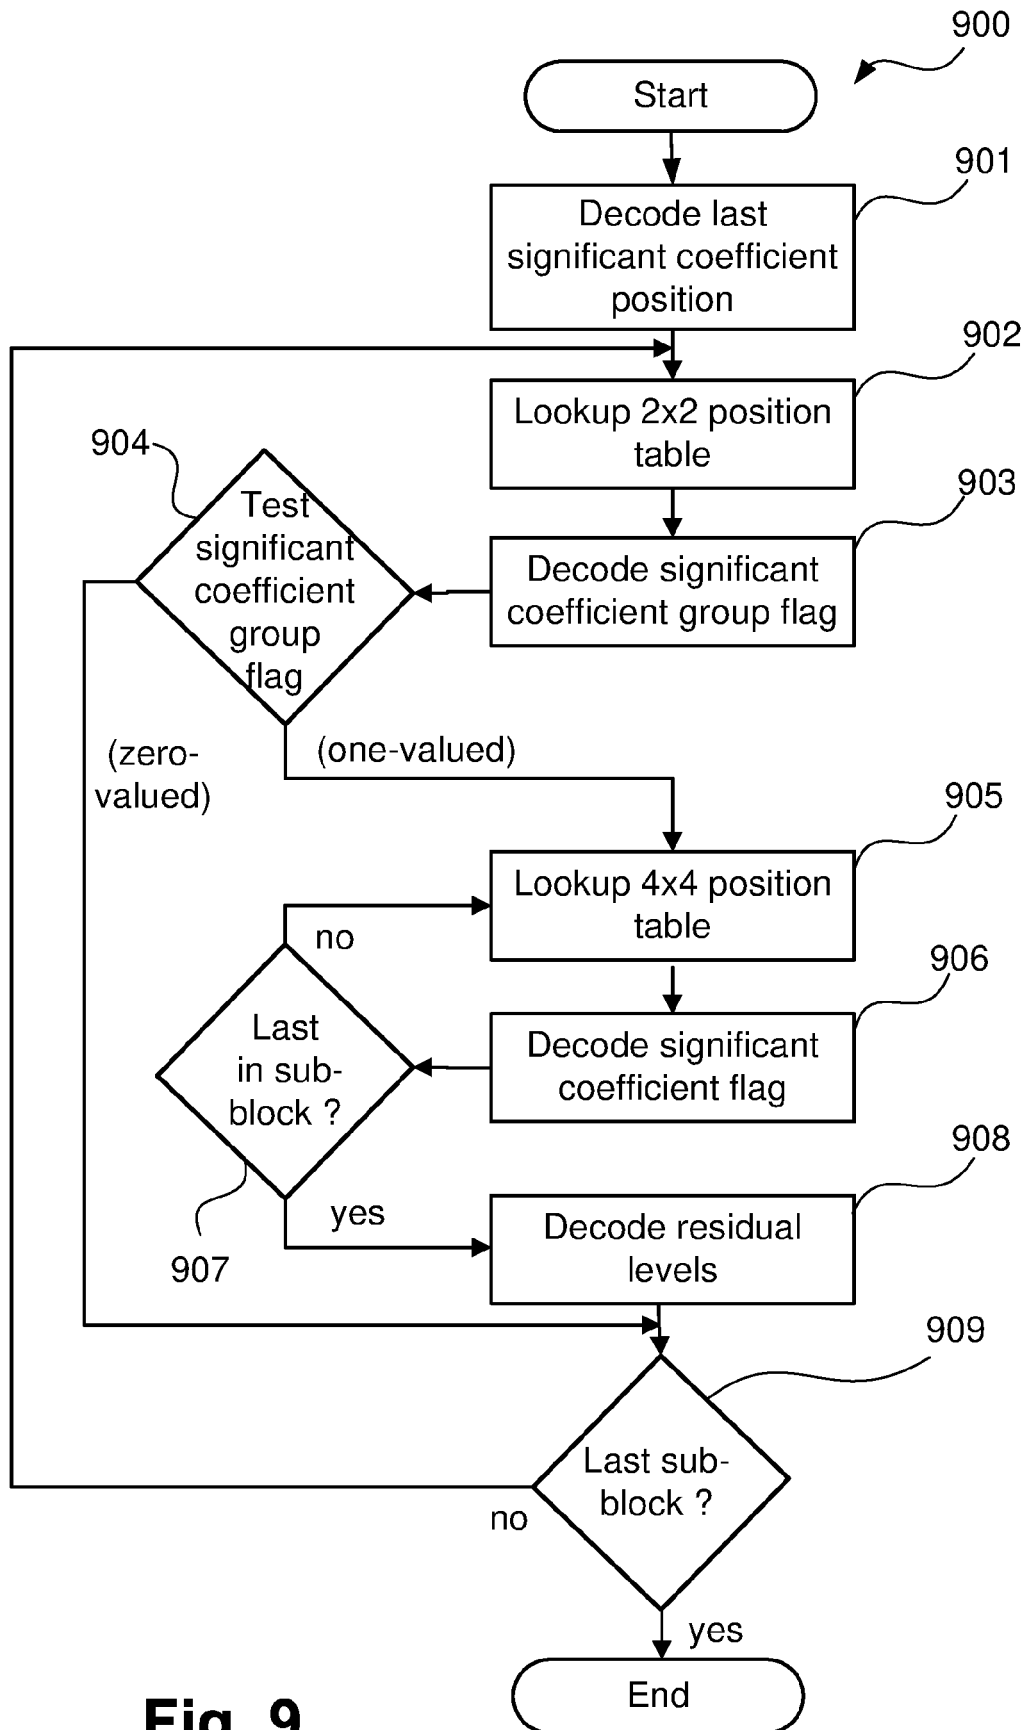 900
Start
901
Decode last
significant coefficient
position
902
Lookup 2x2 position
table
903
Decode significant
coefficient group flag
904
Test
significant
coefficient
group
flag
(zero-
valued)
(one-valued)
905
Lookup 4x4 position
table
906
Decode significant
coefficient flag
no
Last
in sub-
block ?
907
yes
908
Decode residual
levels
909
Last sub-
block ?
no
yes
End
Fig. 9